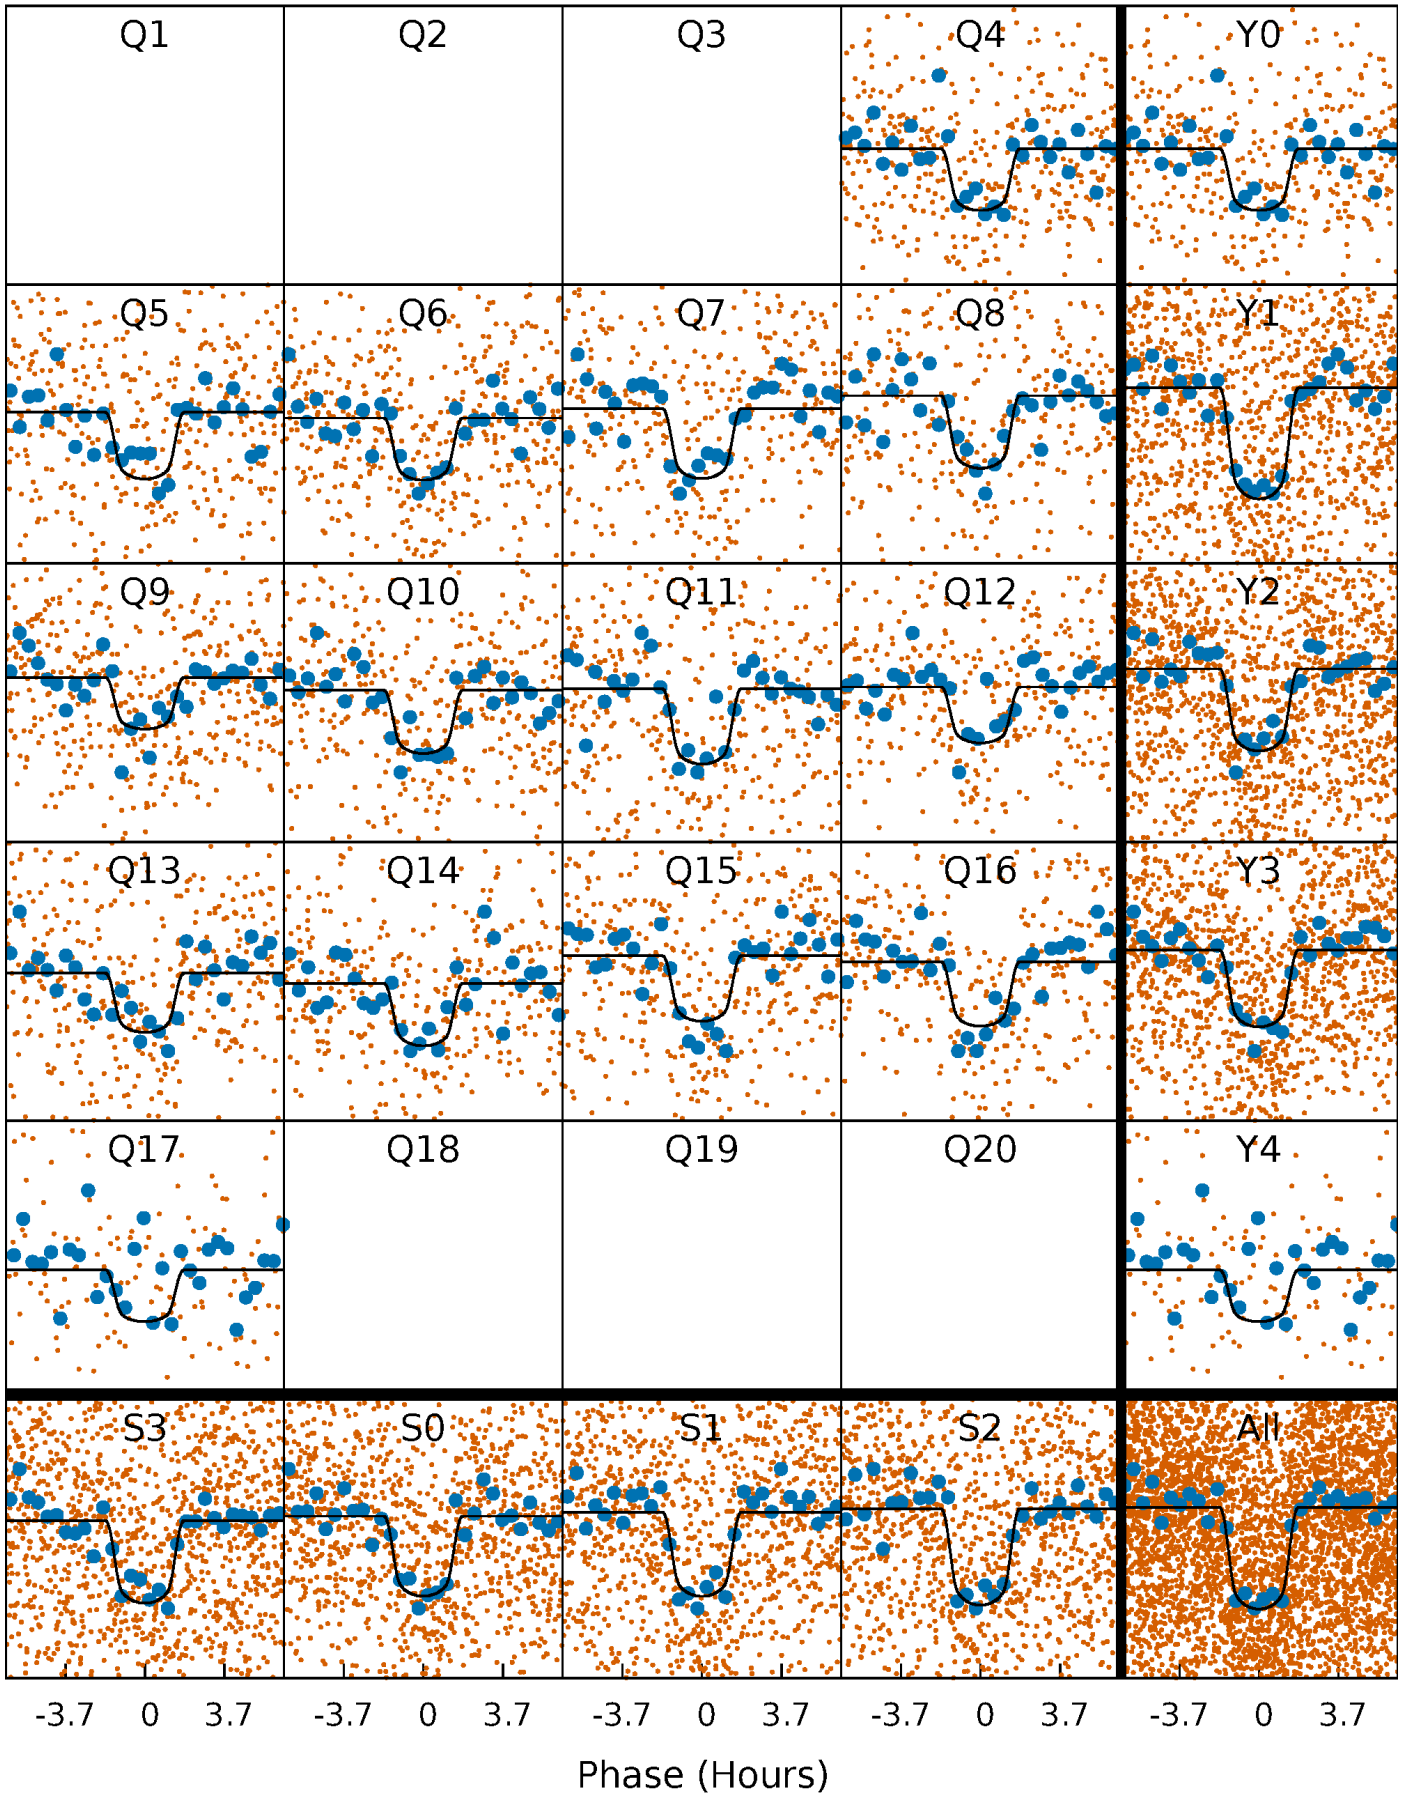 Q1 Q2 Q3 Q4 Y0
Q5 Q6 Q7 Q8 Y1
Q9 Q10 Q11 Q12 Y2
Q13 Q14 Q15 Q16 Y3
Q17 Q18 Q19 Q20 Y4
S3 S0 S1 S2 All
-3.7 0 3.7 -3.7 0 3.7 -3.7 0 3.7 -3.7 0 3.7 -3.7 0 3.7
Phase (Hours)